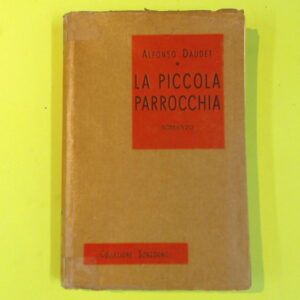 ALFONSO DAUDET
LA PICCOLA
PARROCCHIA
ROMANZO
COLLEZIONE SONZOGNO